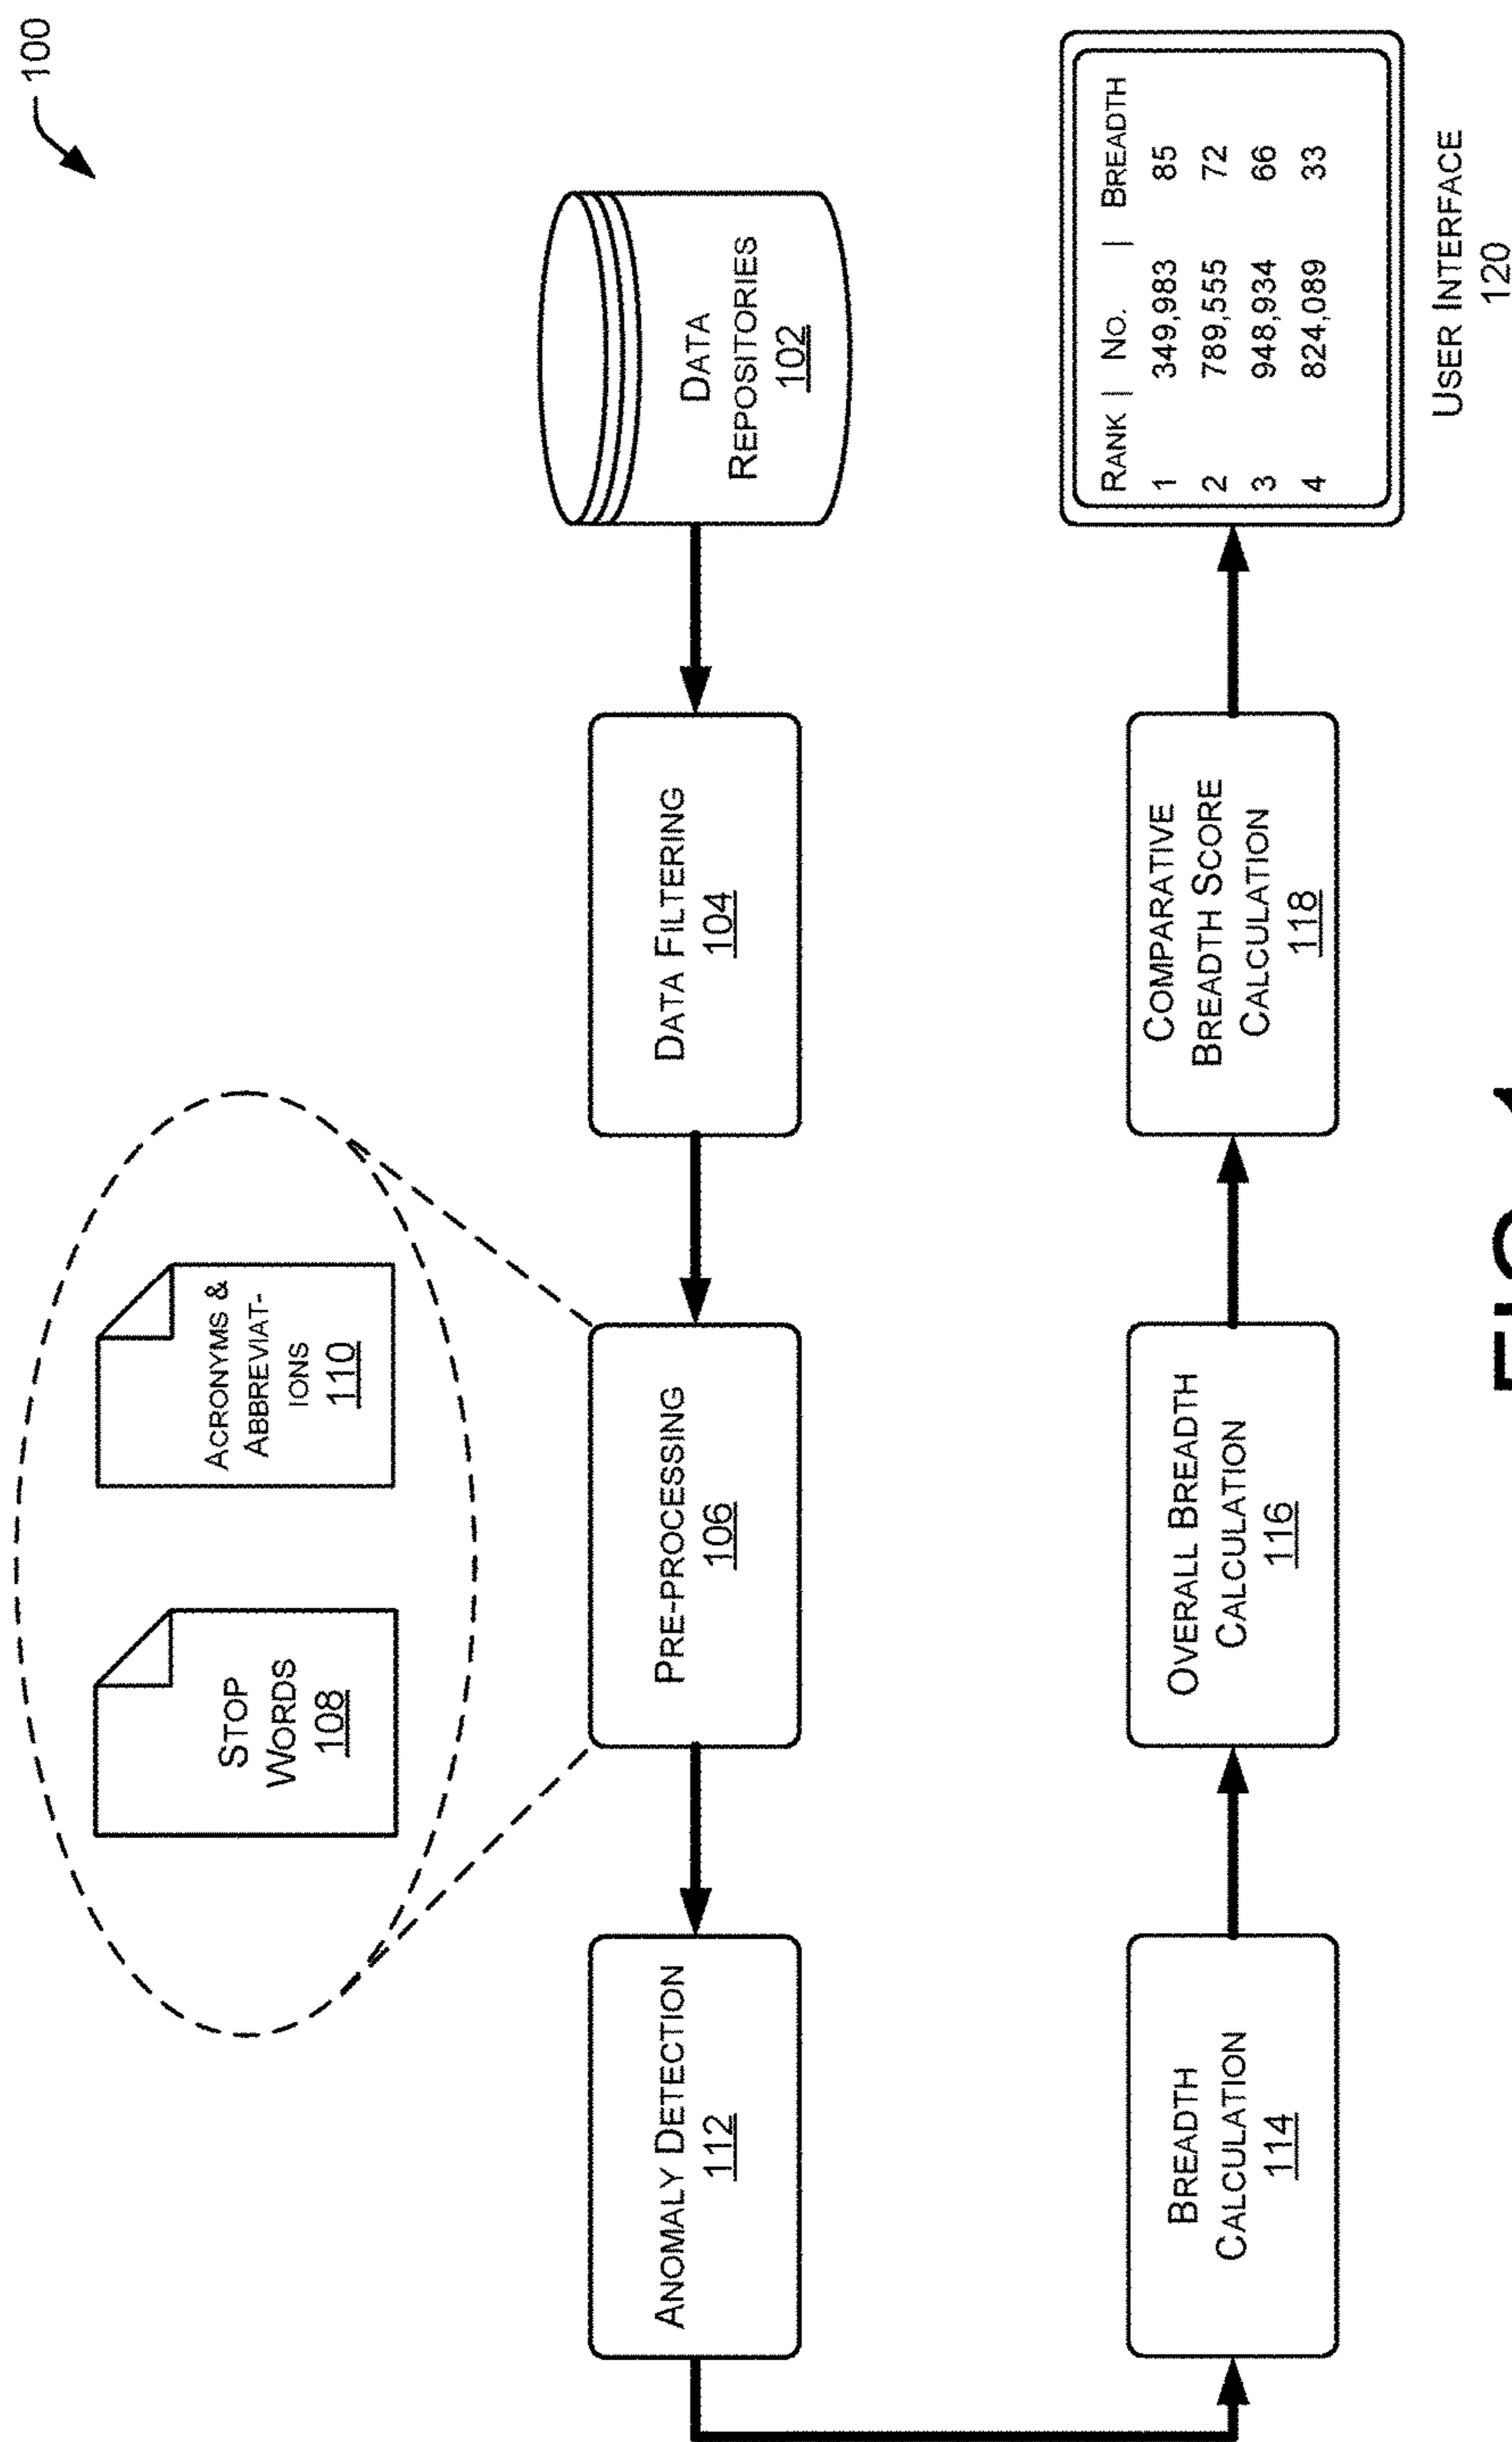 100
STOP
WORDS
108
ACRONYMS &
ABBREVIAT-
IONS
110
DATA
REPOSITORIES
102
DATA FILTERING
104
PRE-PROCESSING
106
ANOMALY DETECTION
112
BREADTH
CALCULATION
114
OVERALL BREADTH
CALCULATION
116
COMPARATIVE
BREADTH SCORE
CALCULATION
118
RANK | NO. | BREADTH
1 349,983 85
2 789,555 72
3 948,934 66
4 824,089 33
USER INTERFACE
120